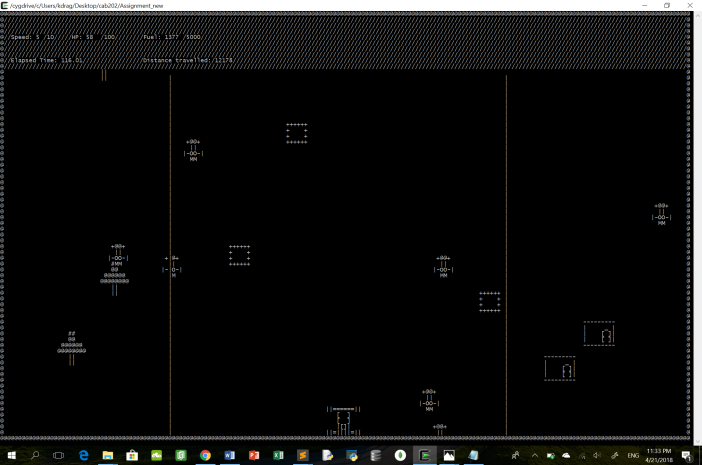 /cygdrive/c/Users/kdrag/Desktop/cab202/Assignment_new
Speed: 5 / 10 HP: 58 / 100 Fuel: 1377 / 5000
Elapsed Time: 116.01 Distance travelled: 12176
ENG
11:33 PM
4/21/2018